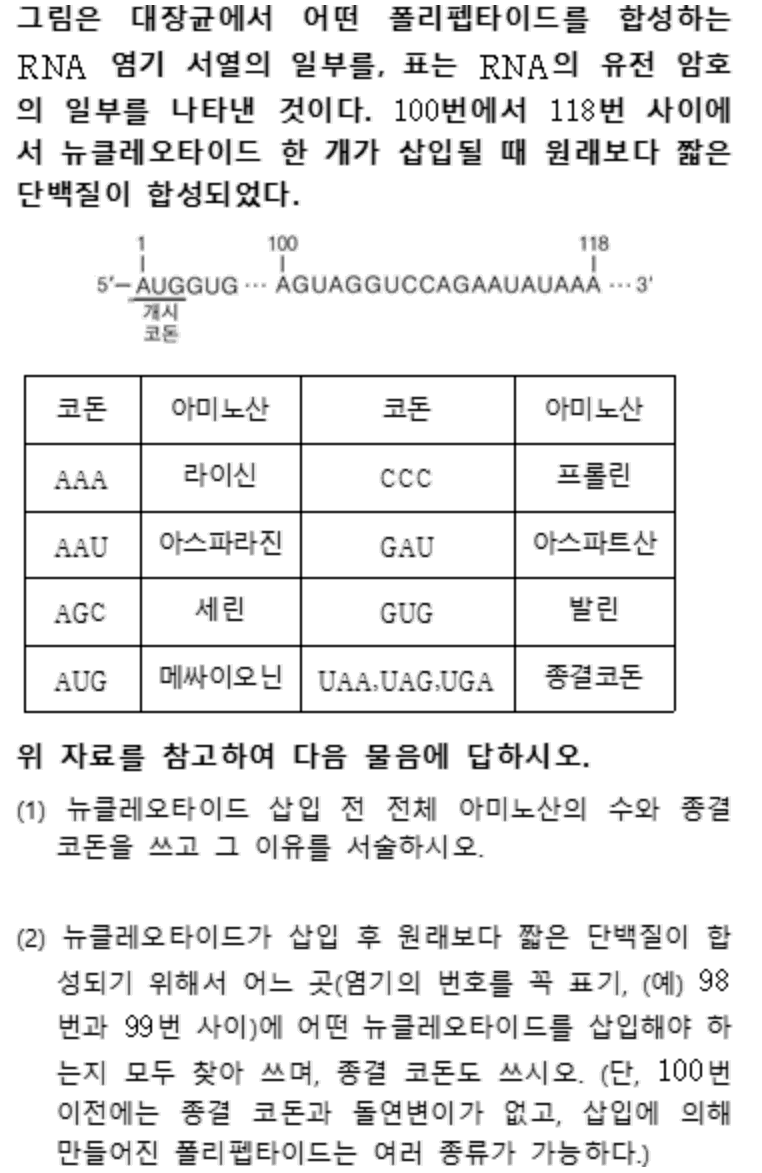 그림은 대장균에서 어떤 폴리펩타이드를 합성하는
RNA 염기 서열의 일부를, 표는 RNA의 유전 암호
의 일부를 나타낸 것이다. 100번에서 118번 사이에
서 뉴클레오타이드 한 개가 삽입될 때 원래보다 짧은
단백질이 합성되었다.
1 100 118
5′-AUGGUG ··· AGUAGGUCCAGAAUAUAAA ··· 3′
개시
코돈
코돈 아미노산 코돈 아미노산
AAA 라이신 CCC 프롤린
AAU 아스파라진 GAU 아스파트산
AGC 세린 GUG 발린
AUG 메싸이오닌 UAA,UAG,UGA 종결코돈
위 자료를 참고하여 다음 물음에 답하시오.
(1) 뉴클레오타이드 삽입 전 전체 아미노산의 수와 종결
코돈을 쓰고 그 이유를 서술하시오.
(2) 뉴클레오타이드가 삽입 후 원래보다 짧은 단백질이 합
성되기 위해서 어느 곳(염기의 번호를 꼭 표기, (예) 98
번과 99번 사이)에 어떤 뉴클레오타이드를 삽입해야 하
는지 모두 찾아 쓰며, 종결 코돈도 쓰시오. (단, 100번
이전에는 종결 코돈과 돌연변이가 없고, 삽입에 의해
만들어진 폴리펩타이드는 여러 종류가 가능하다.)